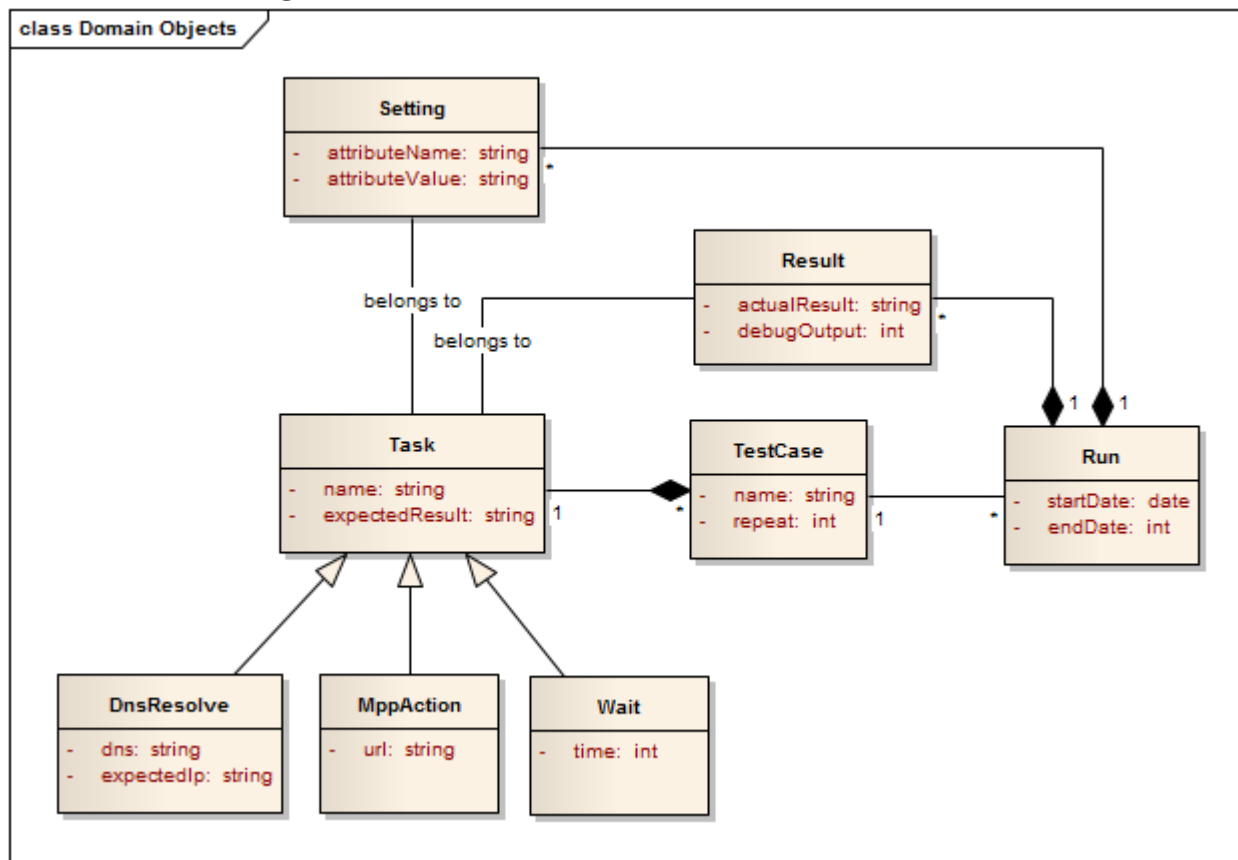 class Domain Objects
Setting
- attributeName: string
- attributeValue: string
*
Result
- actualResult: string
- debugOutput: int
*
belongs to
belongs to
1
1
Task
- name: string
- expectedResult: string
1
*
TestCase
- name: string
- repeat: int
1
*
Run
- startDate: date
- endDate: int
DnsResolve
- dns: string
- expectedIp: string
MppAction
- url: string
Wait
- time: int